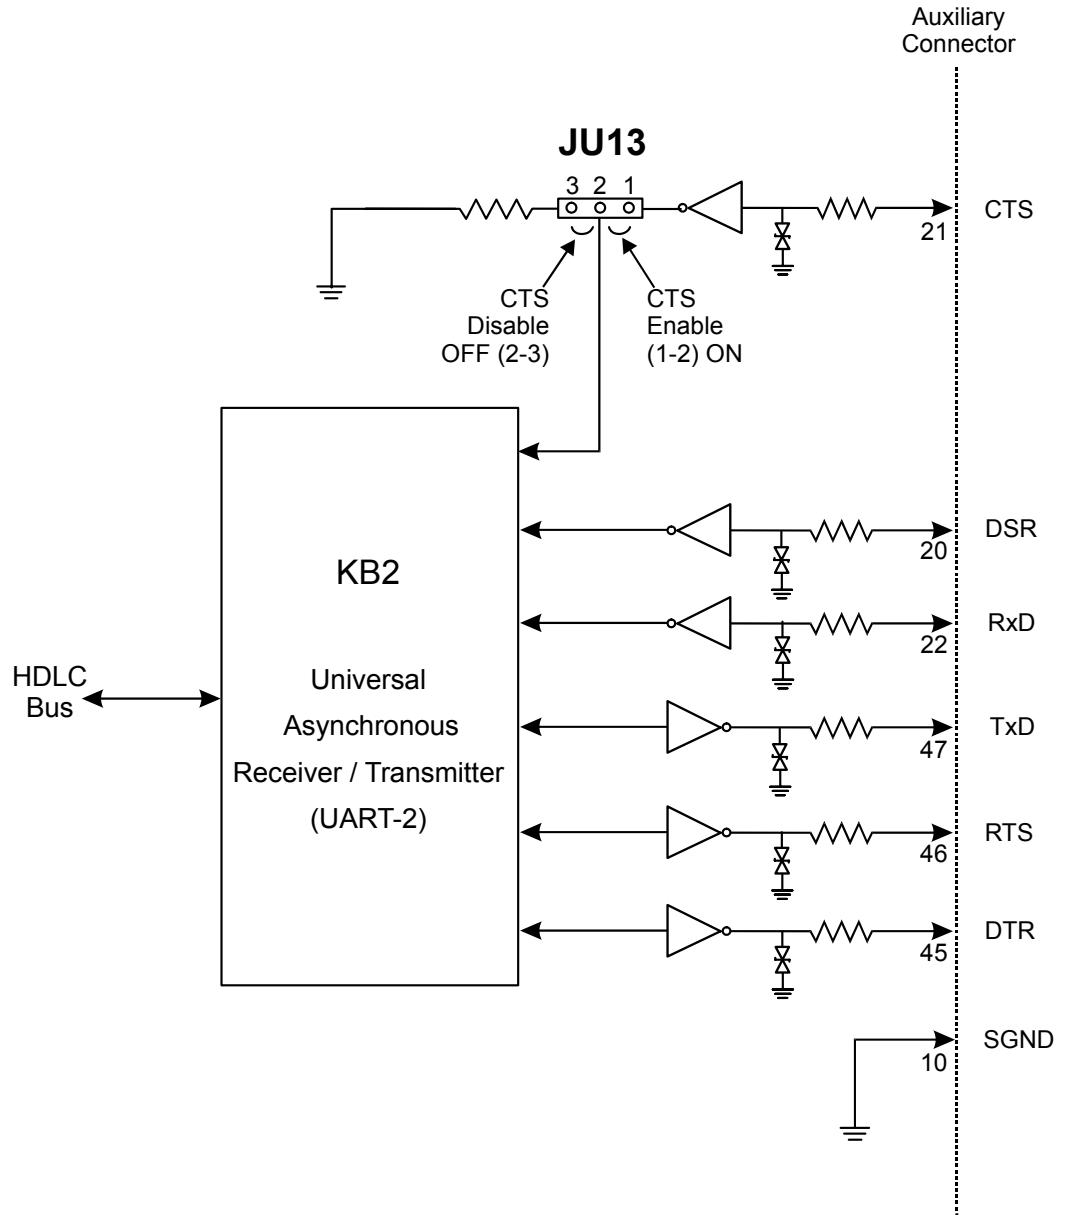 Auxiliary
Connector
JU13
3 2 1
CTS
21
CTS
Disable
OFF (2-3)
CTS
Enable
(1-2) ON
DSR
20
KB2
RxD
22
HDLC
Bus
Universal
Asynchronous
Receiver / Transmitter
(UART-2)
TxD
47
RTS
46
DTR
45
SGND
10